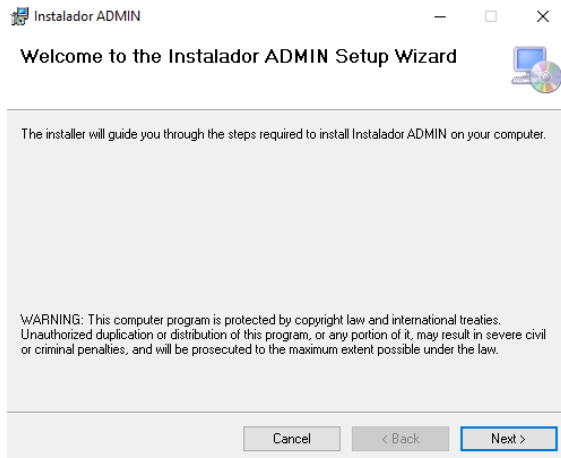 Instalador ADMIN
Welcome to the Instalador ADMIN Setup Wizard
The installer will guide you through the steps required to install Instalador ADMIN on your computer.
WARNING: This computer program is protected by copyright law and international treaties.
Unauthorized duplication or distribution of this program, or any portion of it, may result in severe civil
or criminal penalties, and will be prosecuted to the maximum extent possible under the law.
Cancel
< Back
Next >